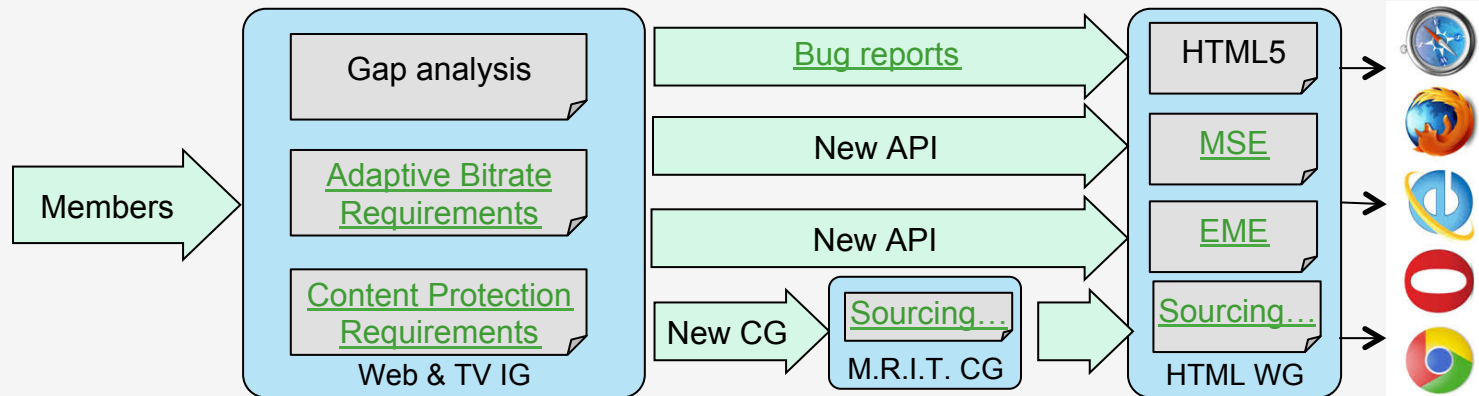 Members
Gap analysis
Adaptive Bitrate
Requirements
Content Protection
Requirements
Web & TV IG
Bug reports
New API
New API
New CG
Sourcing…
M.R.I.T. CG
HTML5
MSE
EME
Sourcing…
HTML WG